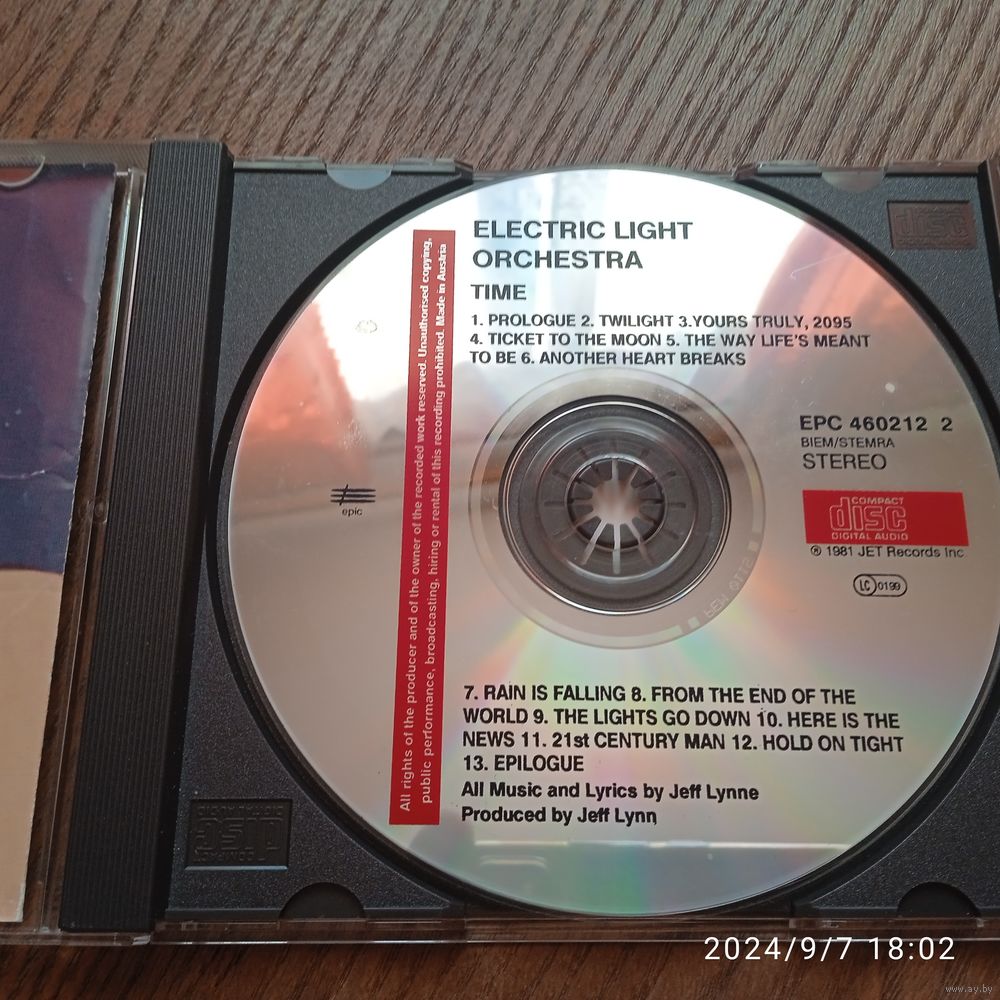 ELECTRIC LIGHT
ORCHESTRA
TIME
1. PROLOGUE 2. TWILIGHT 3.YOURS TRULY, 2095
4. TICKET TO THE MOON 5. THE WAY LIFE'S MEANT
TO BE 6. ANOTHER HEART BREAKS
EPC 460212 2
BIEM/STEMRA
STEREO
COMPACT
disc
DIGITAL AUDIO
℗ 1981 JET Records Inc
LC 0199
epic
All rights of the producer and of the owner of the recorded work reserved. Unauthorised copying,
public performance, broadcasting, hiring or rental of this recording prohibited. Made in Austria
7. RAIN IS FALLING 8. FROM THE END OF THE
WORLD 9. THE LIGHTS GO DOWN 10. HERE IS THE
NEWS 11. 21st CENTURY MAN 12. HOLD ON TIGHT
13. EPILOGUE
All Music and Lyrics by Jeff Lynne
Produced by Jeff Lynn
disc
2024/9/7 18:02
www.ay.by